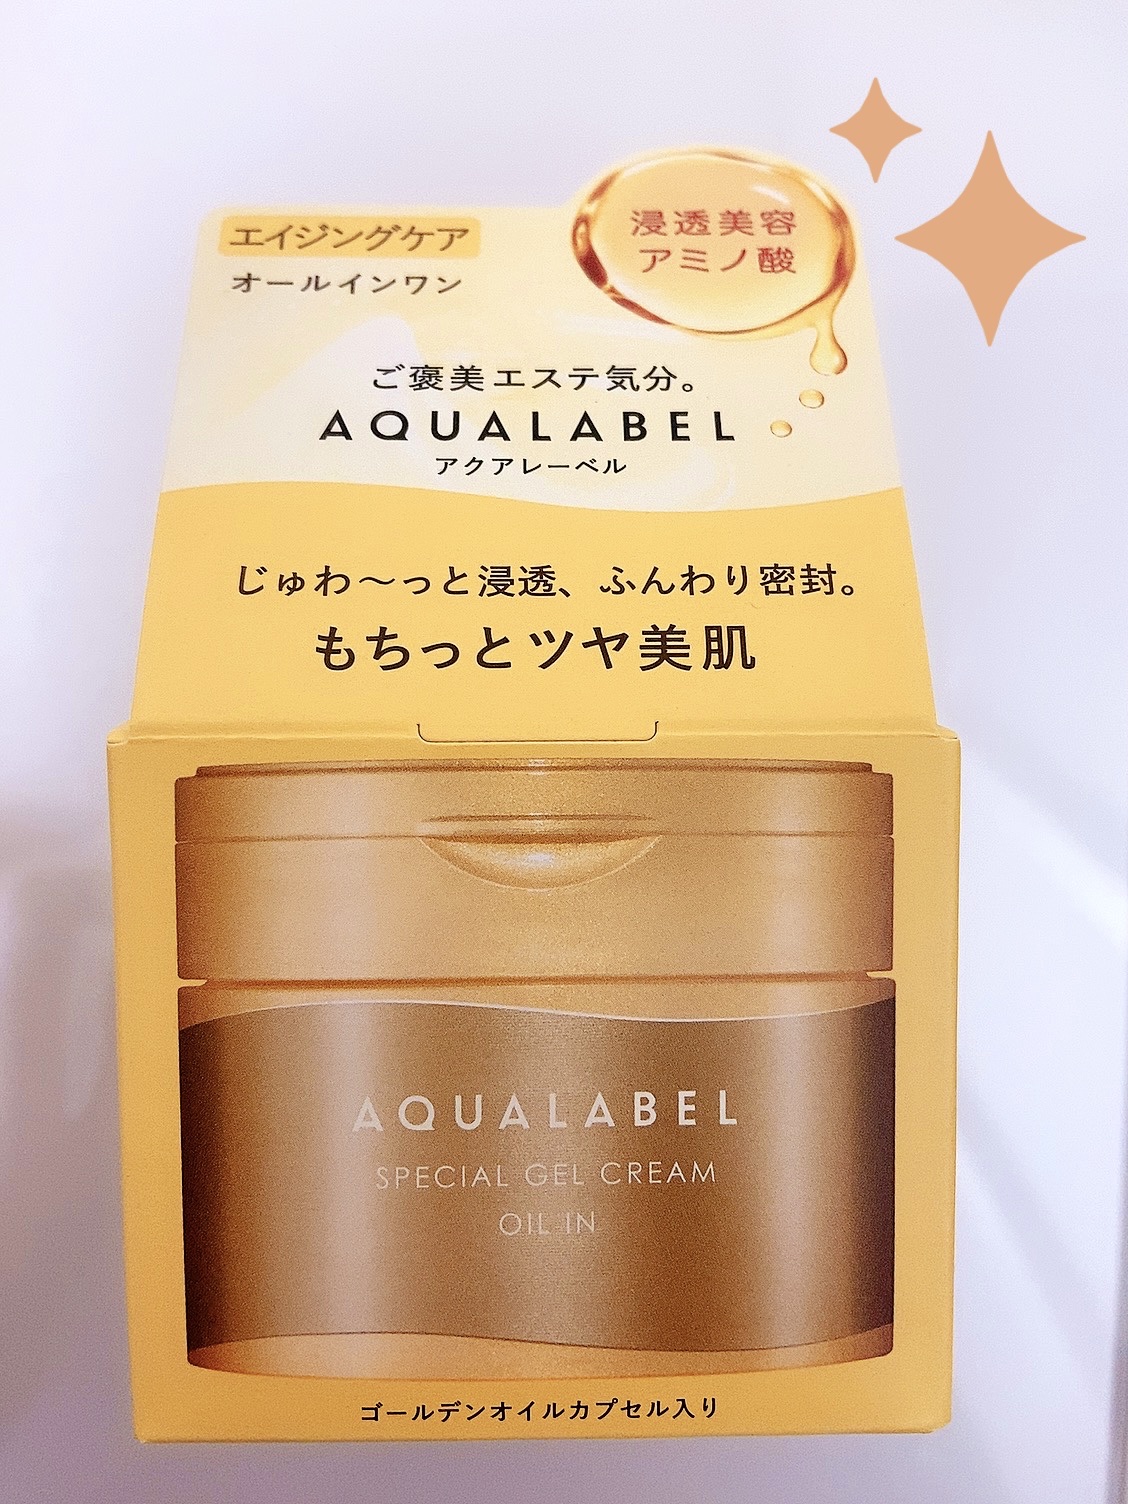 エイジングケア
オールインワン
浸透美容
アミノ酸
ご褒美エステ気分。
AQUALABEL
アクアレーベル
じゅわ～っと浸透、ふんわり密封。
もちっとツヤ美肌
AQUALABEL
SPECIAL GEL CREAM
OIL IN
ゴールデンオイルカプセル入り